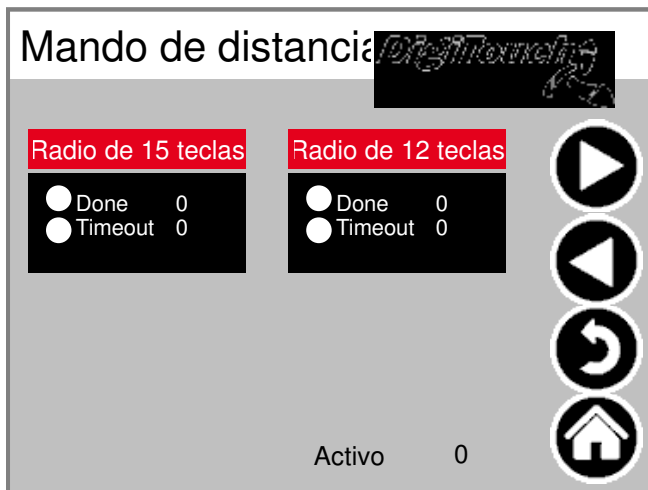 Mando de distancia
DigiTouch
Radio de 15 teclas
Done 0
Timeout 0
Radio de 12 teclas
Done 0
Timeout 0
Activo 0